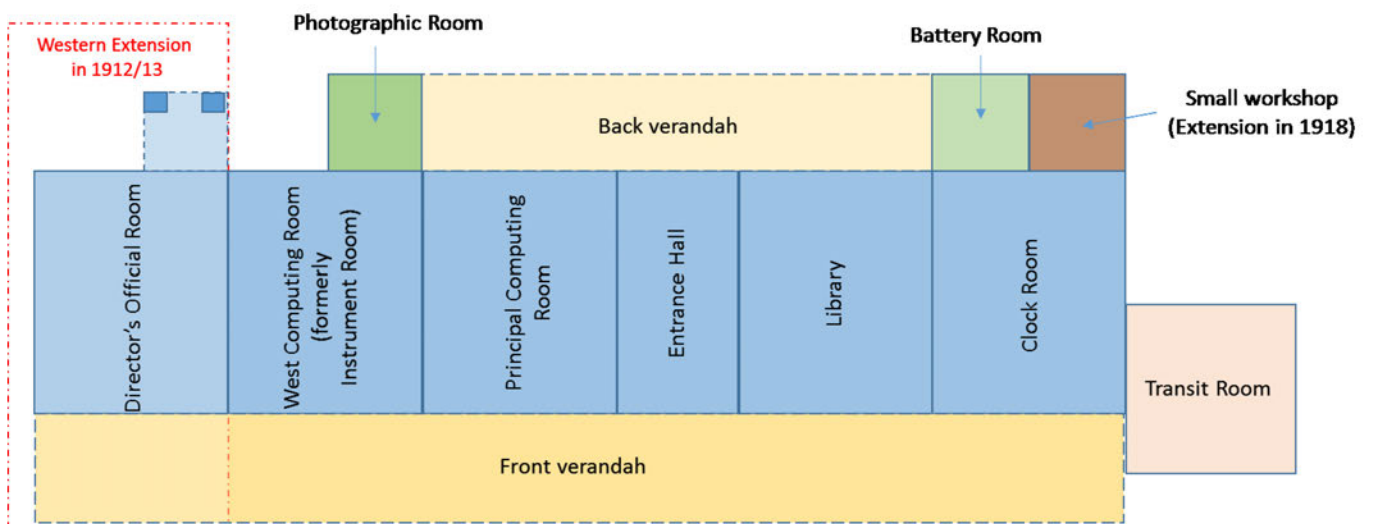 Photographic Room
Western Extension
in 1912/13
Battery Room
Small workshop
(Extension in 1918)
Back verandah
Director’s Official Room
West Computing Room
(formerly
Instrument Room)
Principal Computing
Room
Entrance Hall
Library
Clock Room
Transit Room
Front verandah